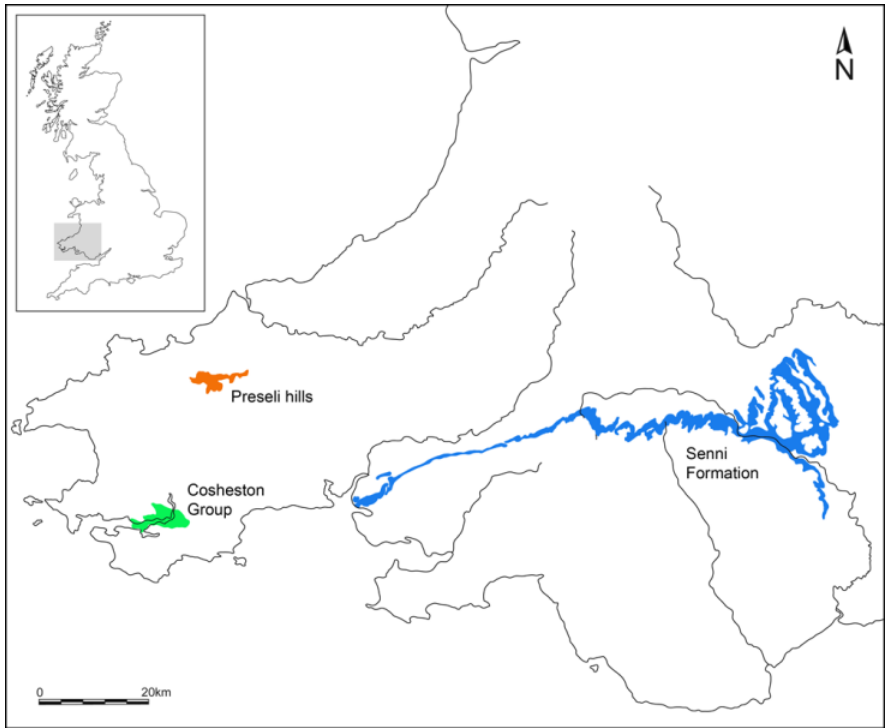 N
Preseli hills
Cosheston
Group
Senni
Formation
0
20km